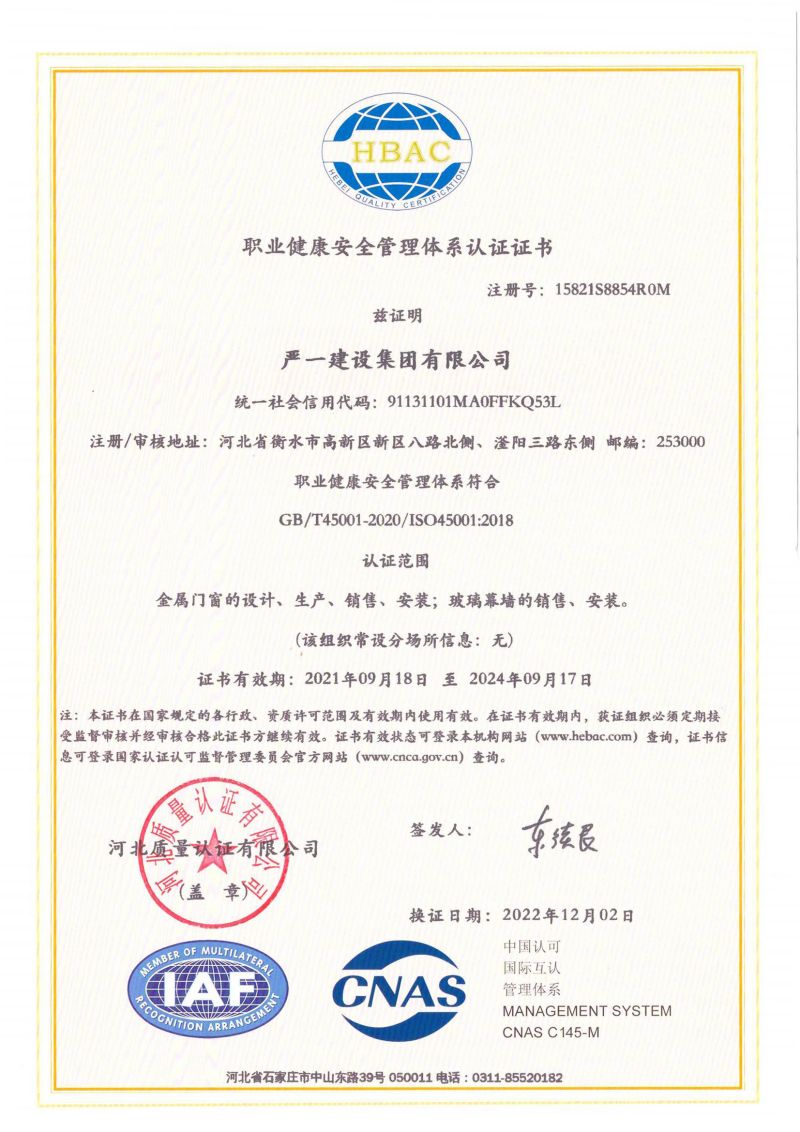 HBAC
HEBEI QUALITY CERTIFICATION
职业健康安全管理体系认证证书
注册号：15821S8854R0M
兹证明
严一建设集团有限公司
统一社会信用代码：91131101MA0FFKQ53L
注册/审核地址：河北省衡水市高新区新区八路北侧、滏阳三路东侧 邮编：253000
职业健康安全管理体系符合
GB/T45001-2020/ISO45001:2018
认证范围
金属门窗的设计、生产、销售、安装；玻璃幕墙的销售、安装。
(该组织常设分场所信息：无)
证书有效期：2021年09月18日 至 2024年09月17日
注：本证书在国家规定的各行政、资质许可范围及有效期内使用有效。在证书有效期内，获证组织必须定期接
受监督审核并经审核合格此证书方继续有效。证书有效状态可登录本机构网站（www.hebac.com）查询，证书信
息可登录国家认证认可监督管理委员会官方网站（www.cnca.gov.cn）查询。
河北质量认证有限公司
河北质量认证有限公司
(盖 章)
签发人：
换证日期：2022年12月02日
MEMBER OF MULTILATERAL
IAF
RECOGNITION ARRANGEMENT
CNAS
中国认可
国际互认
管理体系
MANAGEMENT SYSTEM
CNAS C145-M
河北省石家庄市中山东路39号 050011 电话：0311-85520182